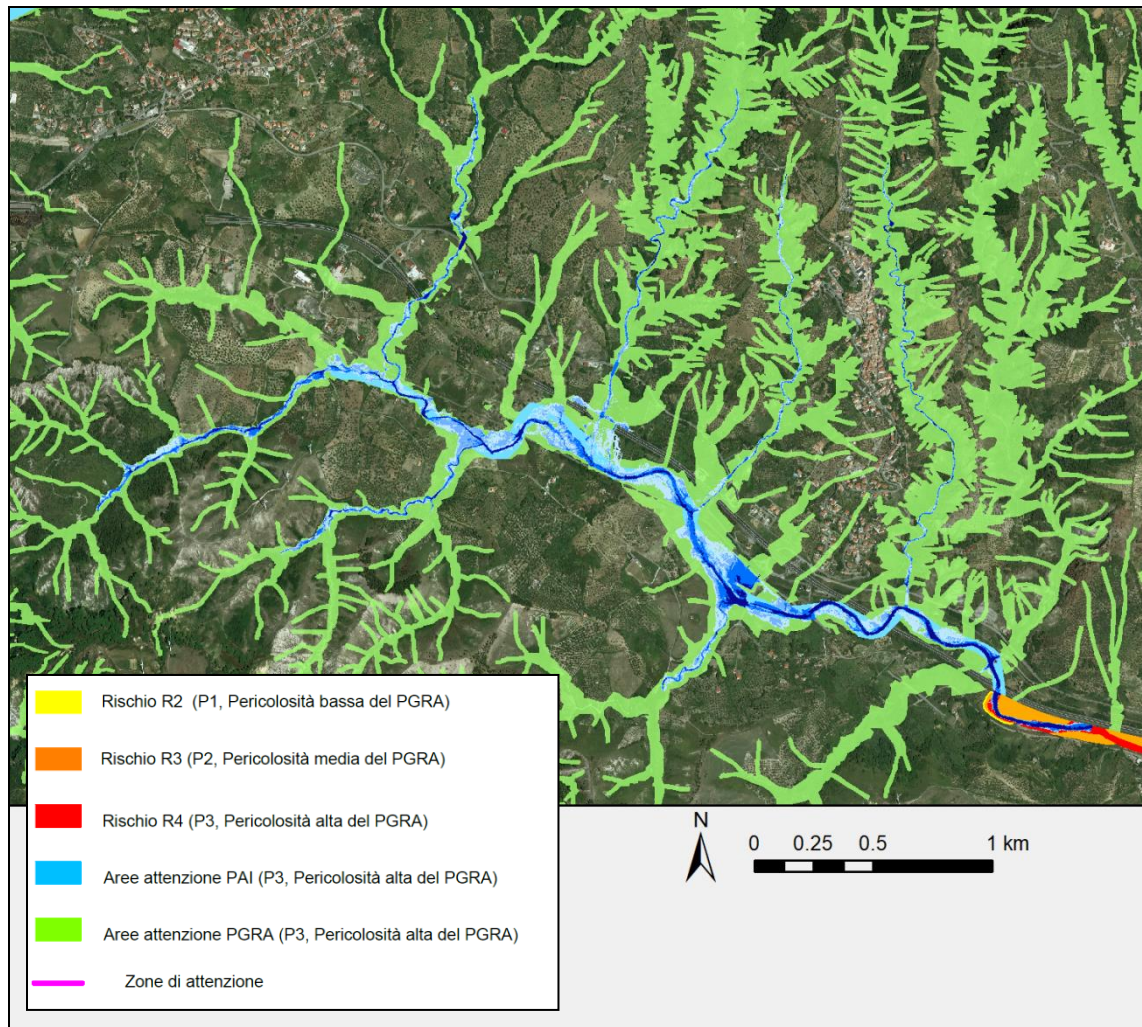 Rischio R2 (P1, Pericolosità bassa del PGRA)
Rischio R3 (P2, Pericolosità media del PGRA)
Rischio R4 (P3, Pericolosità alta del PGRA)
Aree attenzione PAI (P3, Pericolosità alta del PGRA)
Aree attenzione PGRA (P3, Pericolosità alta del PGRA)
Zone di attenzione
N
0 0.25 0.5 1 km